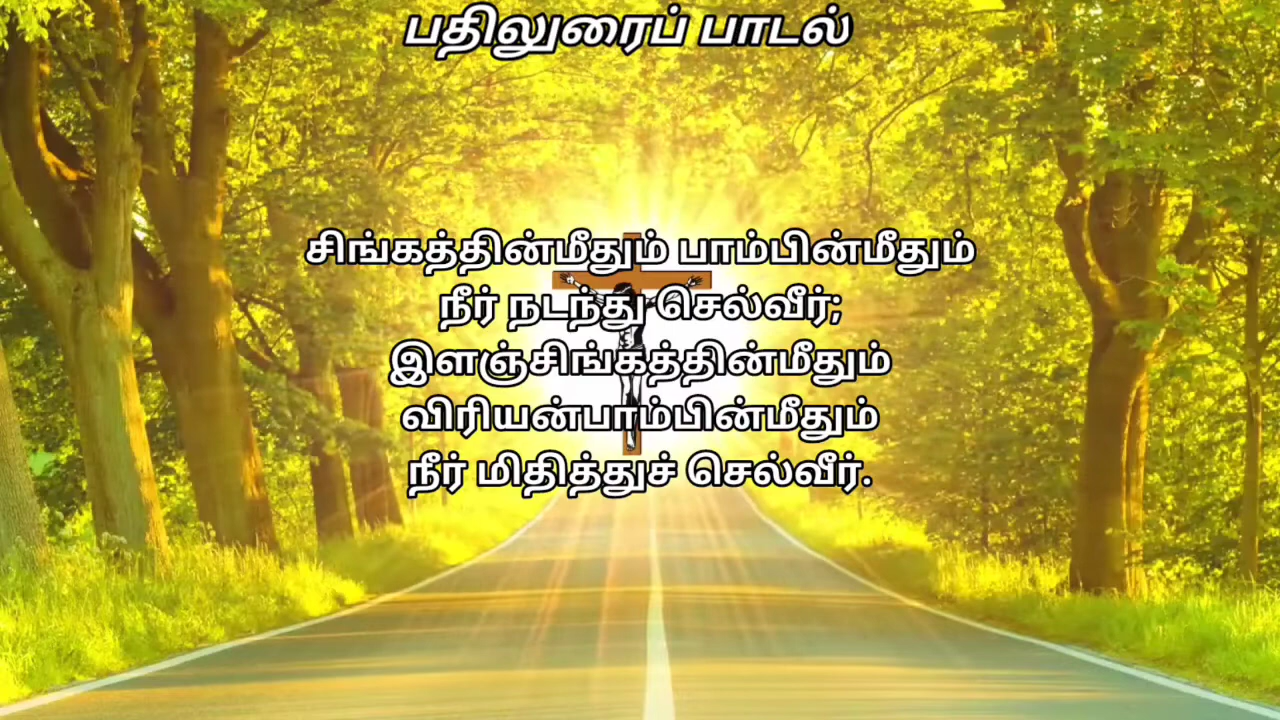 பதிலுரைப் பாடல்
சிங்கத்தின்மீதும் பாம்பின்மீதும்
நீர் நடந்து செல்வீர்;
இளஞ்சிங்கத்தின்மீதும்
விரியன்பாம்பின்மீதும்
நீர் மிதித்துச் செல்வீர்.